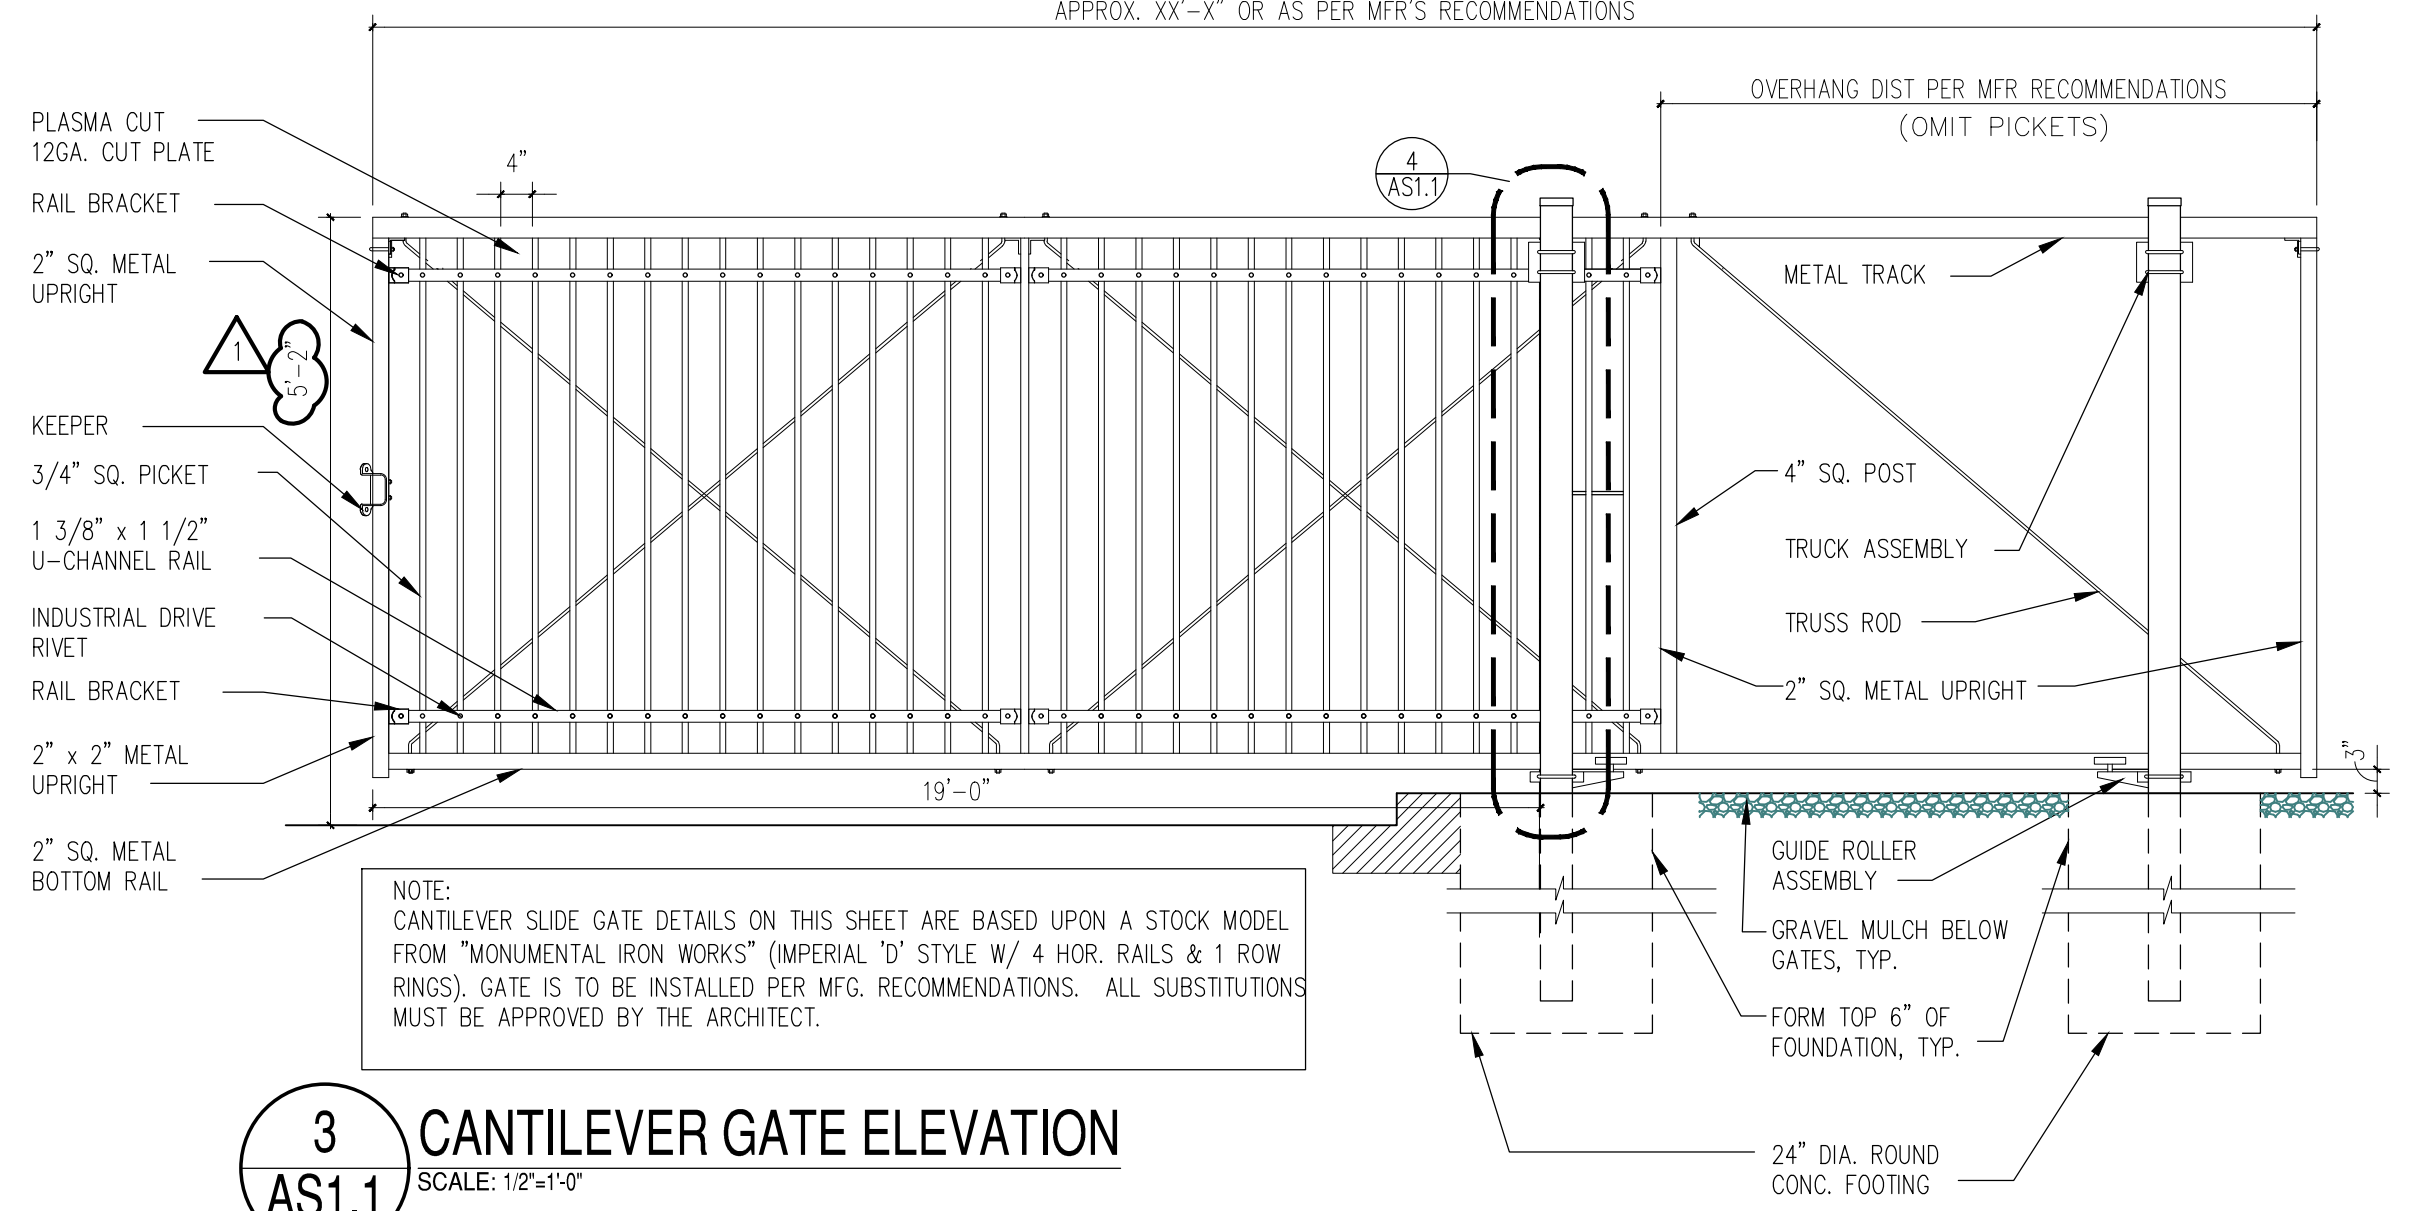 APPROX. XX'-X" OR AS PER MFR'S RECOMMENDATIONS
OVERHANG DIST PER MFR RECOMMENDATIONS
(OMIT PICKETS)
PLASMA CUT
12GA. CUT PLATE
4"
4
AS1.1
RAIL BRACKET
2" SQ. METAL
UPRIGHT
METAL TRACK
1
5'-2"
KEEPER
3/4" SQ. PICKET
4" SQ. POST
1 3/8" x 1 1/2"
U-CHANNEL RAIL
TRUCK ASSEMBLY
INDUSTRIAL DRIVE
RIVET
TRUSS ROD
RAIL BRACKET
2" SQ. METAL UPRIGHT
2" x 2" METAL
UPRIGHT
3"
19'-0"
2" SQ. METAL
BOTTOM RAIL
GUIDE ROLLER
ASSEMBLY
GRAVEL MULCH BELOW
GATES, TYP.
FORM TOP 6" OF
FOUNDATION, TYP.
24" DIA. ROUND
CONC. FOOTING
NOTE:
CANTILEVER SLIDE GATE DETAILS ON THIS SHEET ARE BASED UPON A STOCK MODEL
FROM "MONUMENTAL IRON WORKS" (IMPERIAL 'D' STYLE W/ 4 HOR. RAILS & 1 ROW
RINGS). GATE IS TO BE INSTALLED PER MFG. RECOMMENDATIONS. ALL SUBSTITUTIONS
MUST BE APPROVED BY THE ARCHITECT.
3
AS1.1
CANTILEVER GATE ELEVATION
SCALE: 1/2"=1'-0"